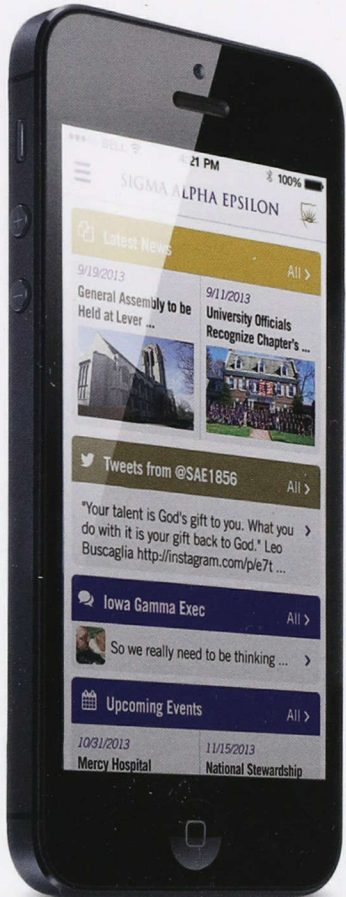 BELL 4:21 PM 100%
SIGMA ALPHA EPSILON
Latest News All >
9/19/2013
General Assembly to be
Held at Lever ...
9/11/2013
University Officials
Recognize Chapter's ...
Tweets from @SAE1856 All >
"Your talent is God's gift to you. What you
do with it is your gift back to God." Leo
Buscaglia http://instagram.com/p/e7t ...
Iowa Gamma Exec All >
So we really need to be thinking ...
Upcoming Events All >
10/31/2013
Mercy Hospital
11/15/2013
National Stewardship